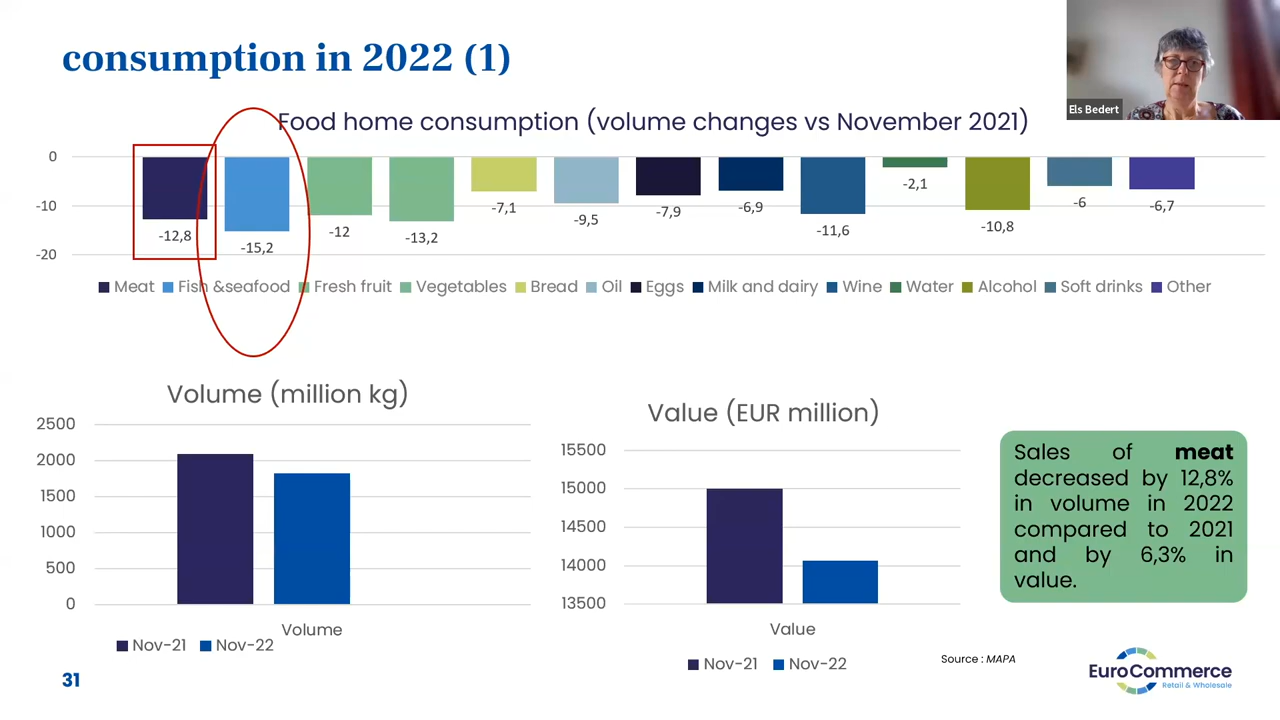 consumption in 2022 (1)
Els Bedert
Food home consumption (volume changes vs November 2021)
0
-10
-20
-12,8
-15,2
-12
-13,2
-7,1
-9,5
-7,9
-6,9
-11,6
-2,1
-10,8
-6
-6,7
Meat Fish &seafood Fresh fruit Vegetables Bread Oil Eggs Milk and dairy Wine Water Alcohol Soft drinks Other
Volume (million kg)
2500
2000
1500
1000
500
0
Volume
Nov-21 Nov-22
Value (EUR million)
15500
15000
14500
14000
13500
Value
Nov-21 Nov-22
Sales of meat
decreased by 12,8%
in volume in 2022
compared to 2021
and by 6,3% in
value.
Source : MAPA
EuroCommerce
Retail & Wholesale
31